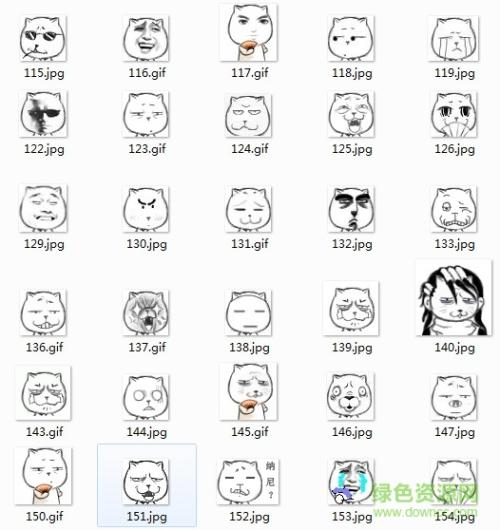 115.jpg 116.gif 117.gif 118.jpg 119.jpg
122.jpg 123.gif 124.gif 125.jpg 126.jpg
129.jpg 130.jpg 131.gif 132.jpg 133.jpg
136.gif 137.gif 138.jpg 139.jpg 140.jpg
143.gif 144.jpg 145.gif 146.jpg 147.jpg
纳尼?
150.gif 151.jpg 152.jpg 153.jpg 154.jpg
绿色资源网
www.downcc.com